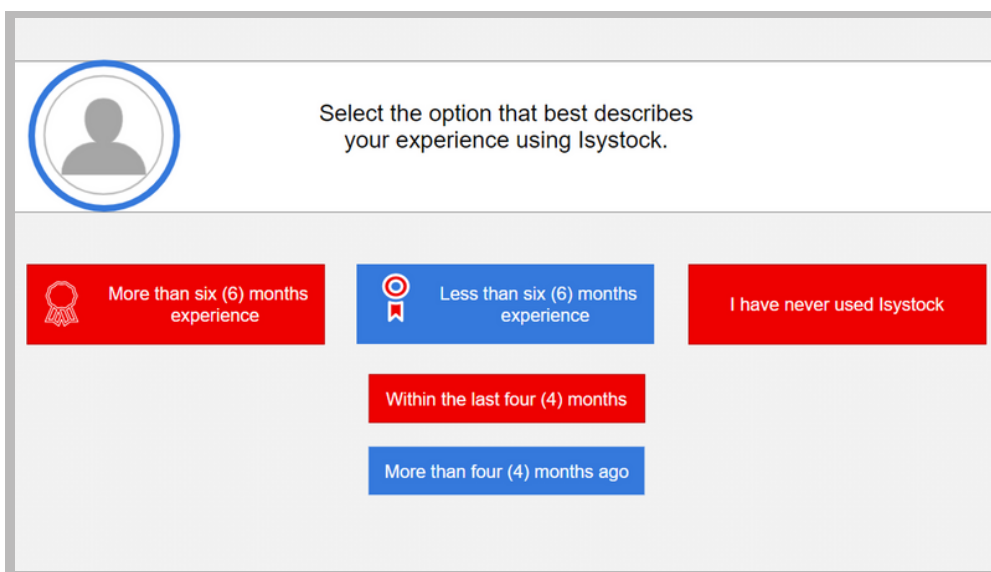 Select the option that best describes
your experience using Isystock.
More than six (6) months
experience
Less than six (6) months
experience
I have never used Isystock
Within the last four (4) months
More than four (4) months ago